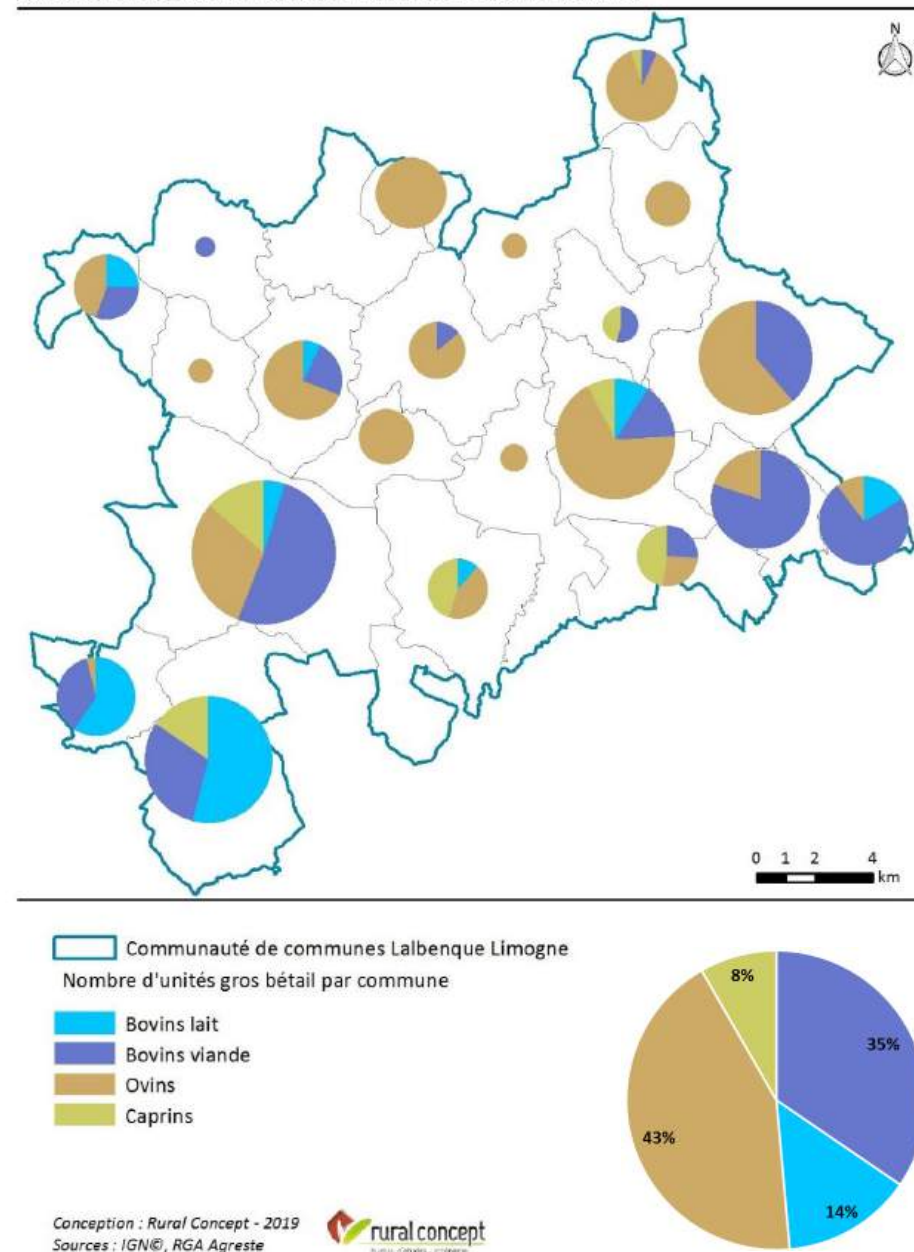 N
0 1 2 4
km
Communauté de communes Lalbenque Limogne
Nombre d'unités gros bétail par commune
Bovins lait
Bovins viande
Ovins
Caprins
8%
35%
43%
14%
Conception : Rural Concept - 2019
Sources : IGN©, RGA Agreste
rural concept